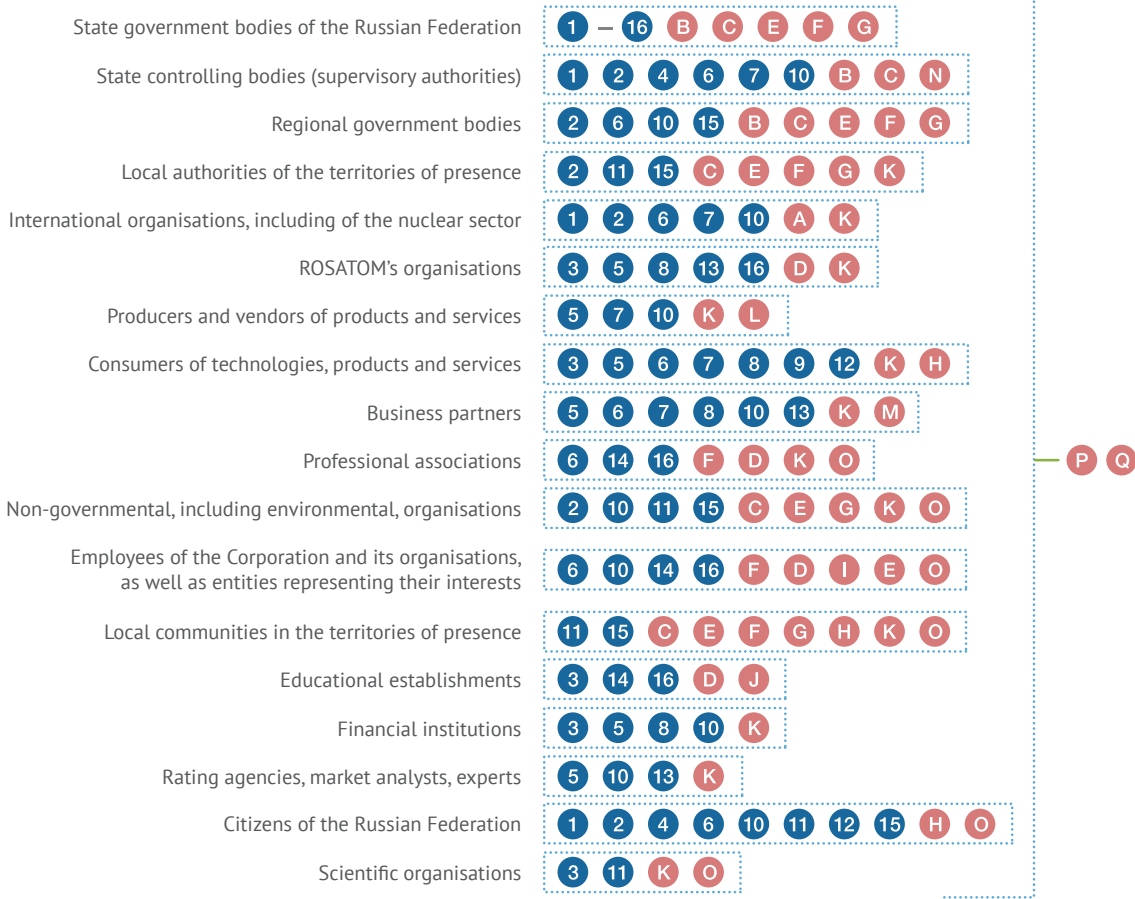 State government bodies of the Russian Federation 1 – 16 B C E F G
State controlling bodies (supervisory authorities) 1 2 4 6 7 10 B C N
Regional government bodies 2 6 10 15 B C E F G
Local authorities of the territories of presence 2 11 15 C E F G K
International organisations, including of the nuclear sector 1 2 6 7 10 A K
ROSATOM's organisations 3 5 8 13 16 D K
Producers and vendors of products and services 5 7 10 K L
Consumers of technologies, products and services 3 5 6 7 8 9 12 K H
Business partners 5 6 7 8 10 13 K M
Professional associations 6 14 16 F D K O
P Q
Non-governmental, including environmental, organisations 2 10 11 15 C E G K O
Employees of the Corporation and its organisations,
as well as entities representing their interests 6 10 14 16 F D I E O
Local communities in the territories of presence 11 15 C E F G H K O
Educational establishments 3 14 16 D J
Financial institutions 3 5 8 10 K
Rating agencies, market analysts, experts 5 10 13 K
Citizens of the Russian Federation 1 2 4 6 10 11 12 15 H O
Scientific organisations 3 11 K O